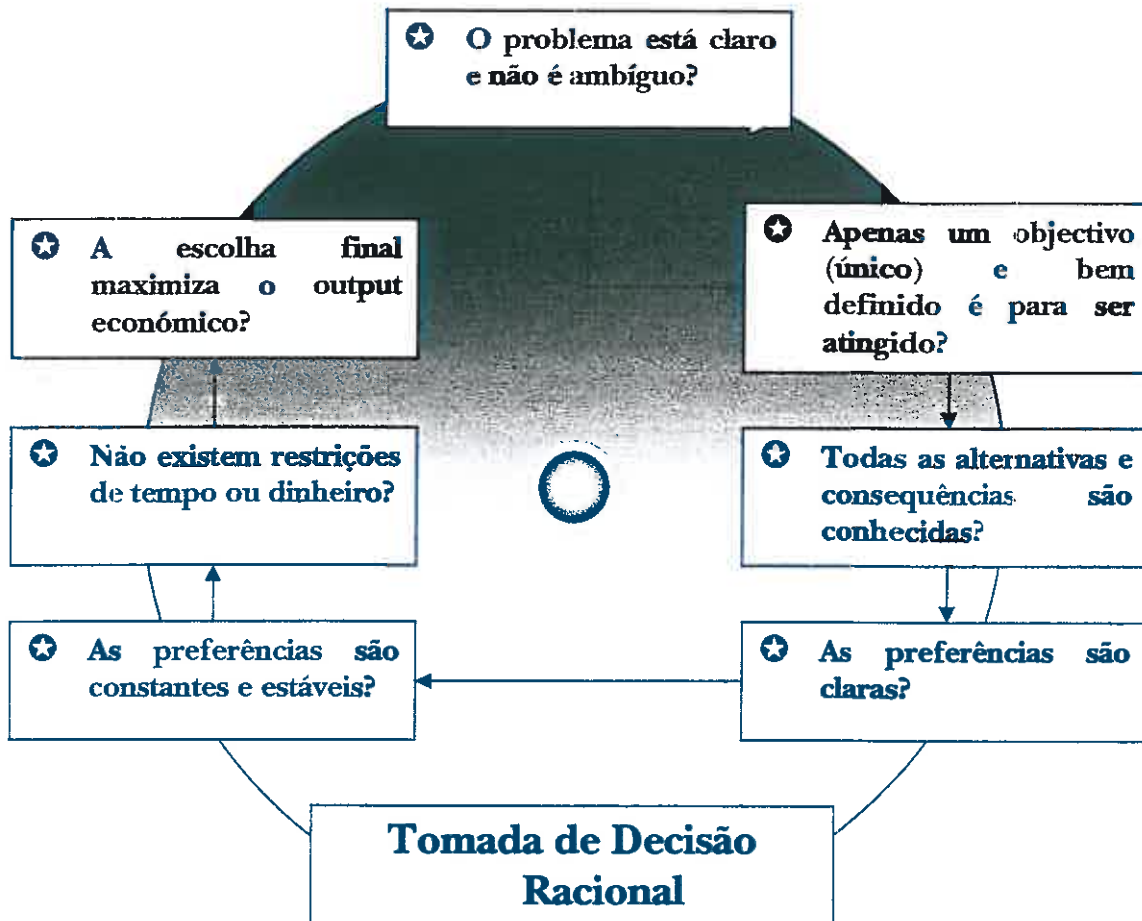 O problema está claro
e não é ambíguo?
Apenas um objectivo
(único) e bem
definido é para ser
atingido?
Todas as alternativas e
consequências são
conhecidas?
As preferências são
claras?
As preferências são
constantes e estáveis?
Não existem restrições
de tempo ou dinheiro?
A escolha final
maximiza o output
económico?
Tomada de Decisão
Racional